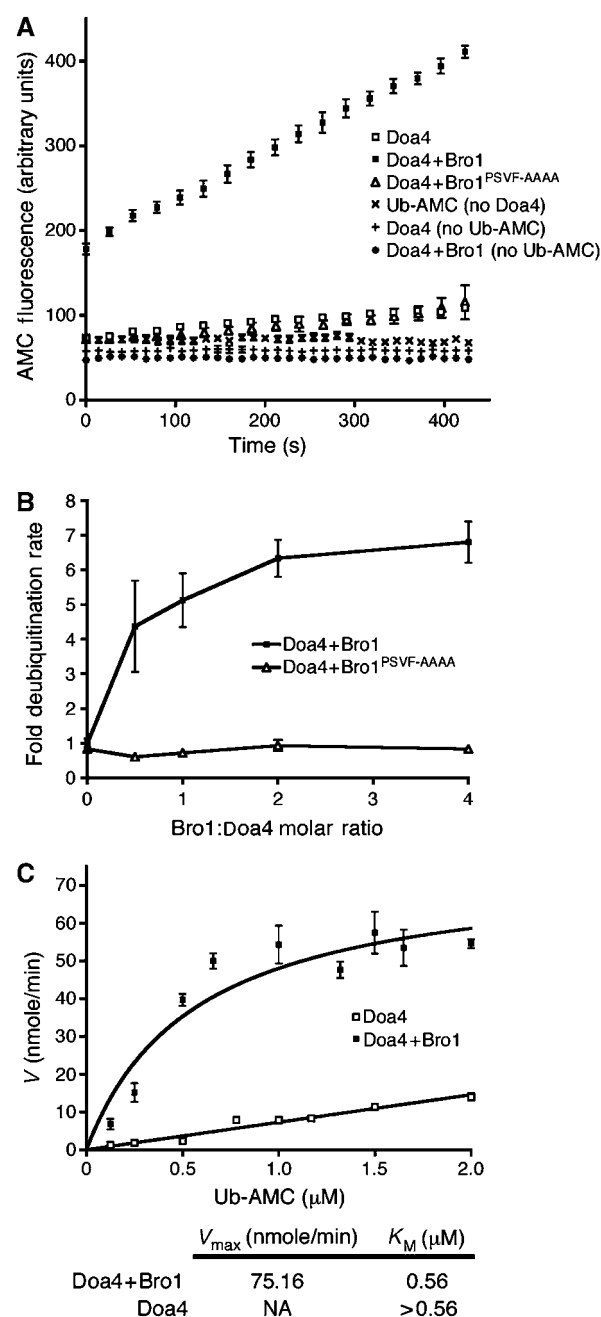 A
AMC fluorescence (arbitrary units)
400
300
200
100
0
Doa4
Doa4+Bro1
Doa4+Bro1PSVF-AAAA
Ub-AMC (no Doa4)
Doa4 (no Ub-AMC)
Doa4+Bro1 (no Ub-AMC)
0 100 200 300 400
Time (s)
B
Fold deubiquitination rate
8
7
6
5
4
3
2
1
0
Doa4+Bro1
Doa4+Bro1PSVF-AAAA
0 1 2 3 4
Bro1:Doa4 molar ratio
C
V (nmole/min)
70
60
50
40
30
20
10
0
Doa4
Doa4+Bro1
0 0.5 1.0 1.5 2.0
Ub-AMC (μM)
Vmax (nmole/min) KM (μM)
Doa4+Bro1 75.16 0.56
Doa4 NA >0.56